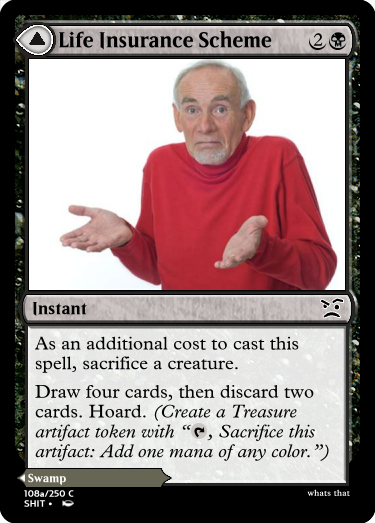 Life Insurance Scheme 2
Instant
As an additional cost to cast this
spell, sacrifice a creature.
Draw four cards, then discard two
cards. Hoard. (Create a Treasure
artifact token with “, Sacrifice this
artifact: Add one mana of any color.”)
Swamp
108a/250 C
SHIT • whats that